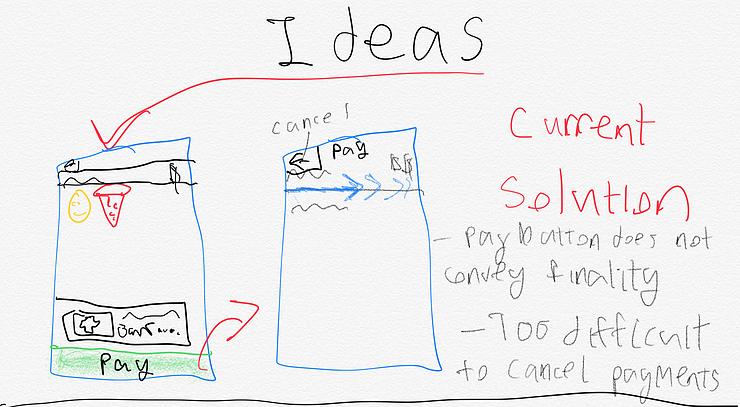 Ideas
cancel
Pay
Pay
Current
Solution
- pay button does not
convey finality
- Too difficult
to cancel payments